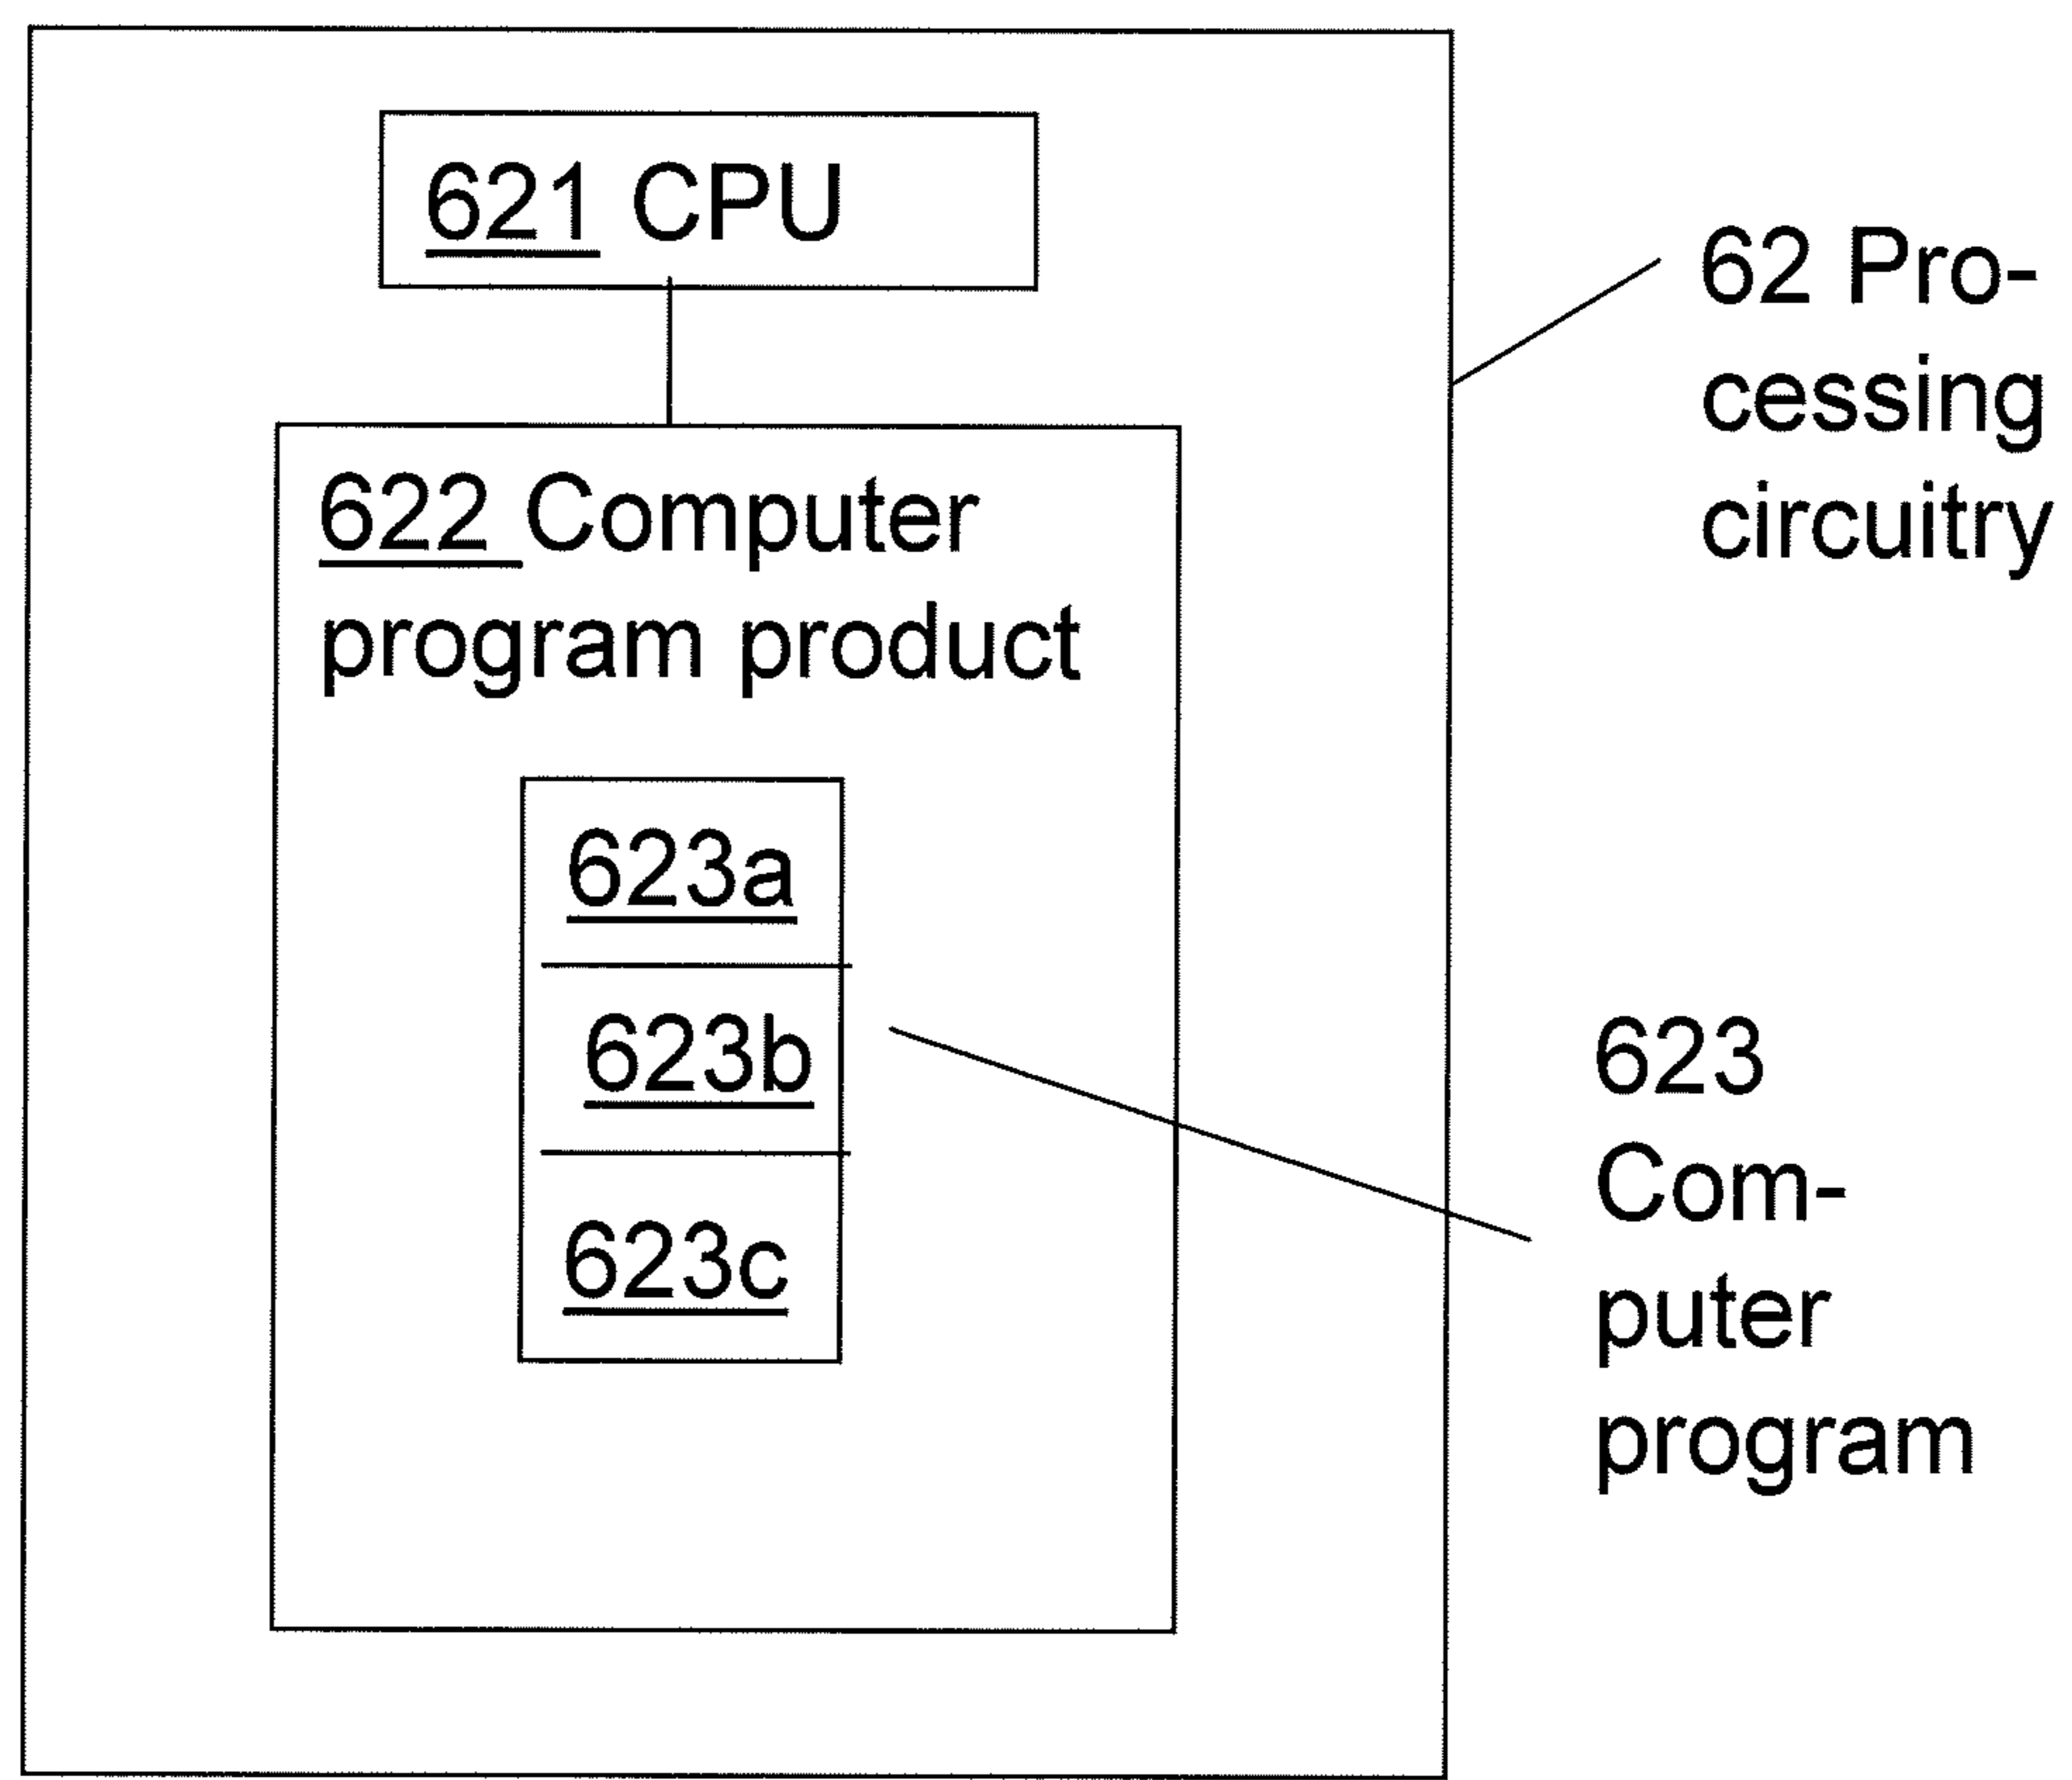 621 CPU
62 Pro-
cessing
circuitry
622 Computer
program product
623a
623b
623c
623
Com-
puter
program